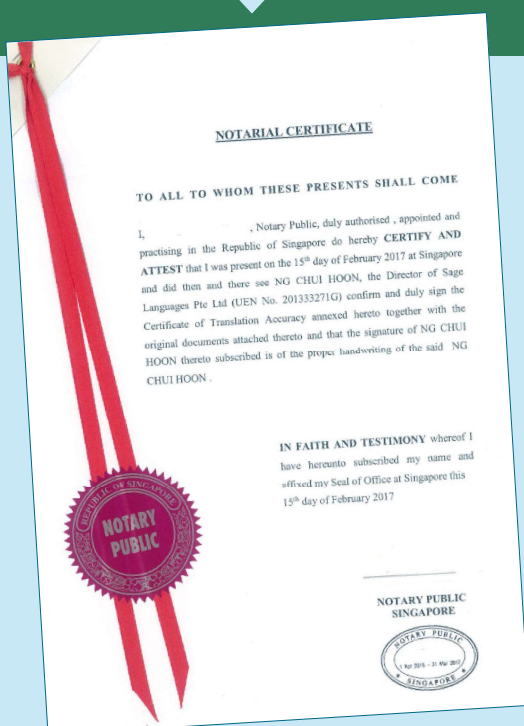 NOTARIAL CERTIFICATE
TO ALL TO WHOM THESE PRESENTS SHALL COME
I, , Notary Public, duly authorised , appointed and
practising in the Republic of Singapore do hereby CERTIFY AND
ATTEST that I was present on the 15th day of February 2017 at Singapore
and did then and there see NG CHUI HOON, the Director of Sage
Languages Pte Ltd (UEN No. 201333271G) confirm and duly sign the
Certificate of Translation Accuracy annexed hereto together with the
original documents attached thereto and that the signature of NG CHUI
HOON thereto subscribed is of the proper handwriting of the said NG
CHUI HOON .
IN FAITH AND TESTIMONY whereof I
have hereunto subscribed my name and
affixed my Seal of Office at Singapore this
15th day of February 2017
REPUBLIC OF SINGAPORE
NOTARY
PUBLIC
NOTARY PUBLIC
SINGAPORE
NOTARY PUBLIC
1 Apr 2016 - 31 Mar 2017
SINGAPORE